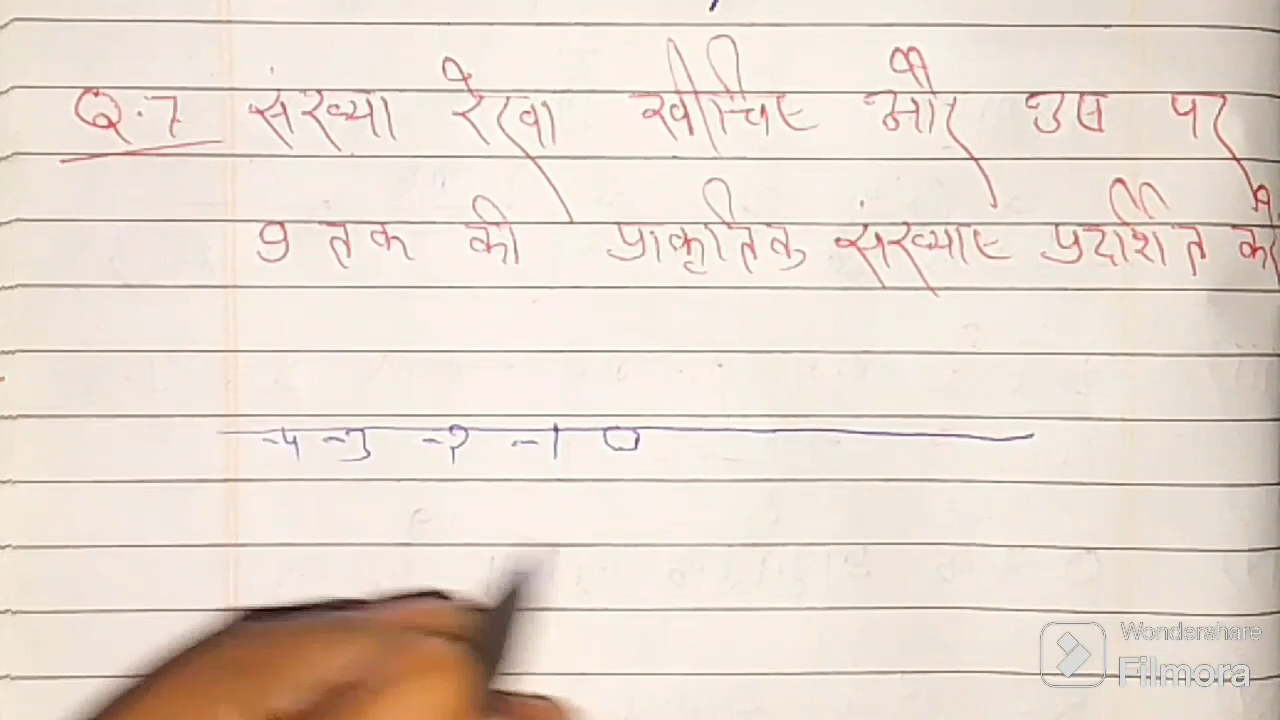 Q.7 संख्या रेखा खींचिए और उस पर
9 तक की प्राकृतिक संख्याए प्रदर्शित करें
-4 -3 -2 -1 0
Wondershare
Filmora